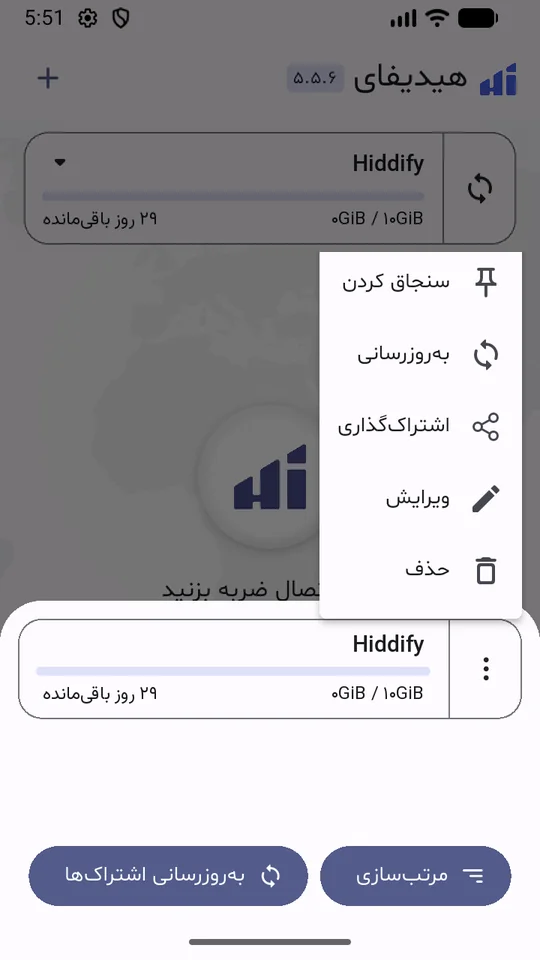 5:51
هیدیفای ۵.۵.۶
Hiddify
۰GiB / ۱۰GiB
۲۹ روز باقی‌مانده
سنجاق کردن
به‌روزرسانی
اشتراک‌گذاری
ویرایش
حذف
تصال ضربه بزنید
Hiddify
۰GiB / ۱۰GiB
۲۹ روز باقی‌مانده
مرتب‌سازی
به‌روزرسانی اشتراک‌ها